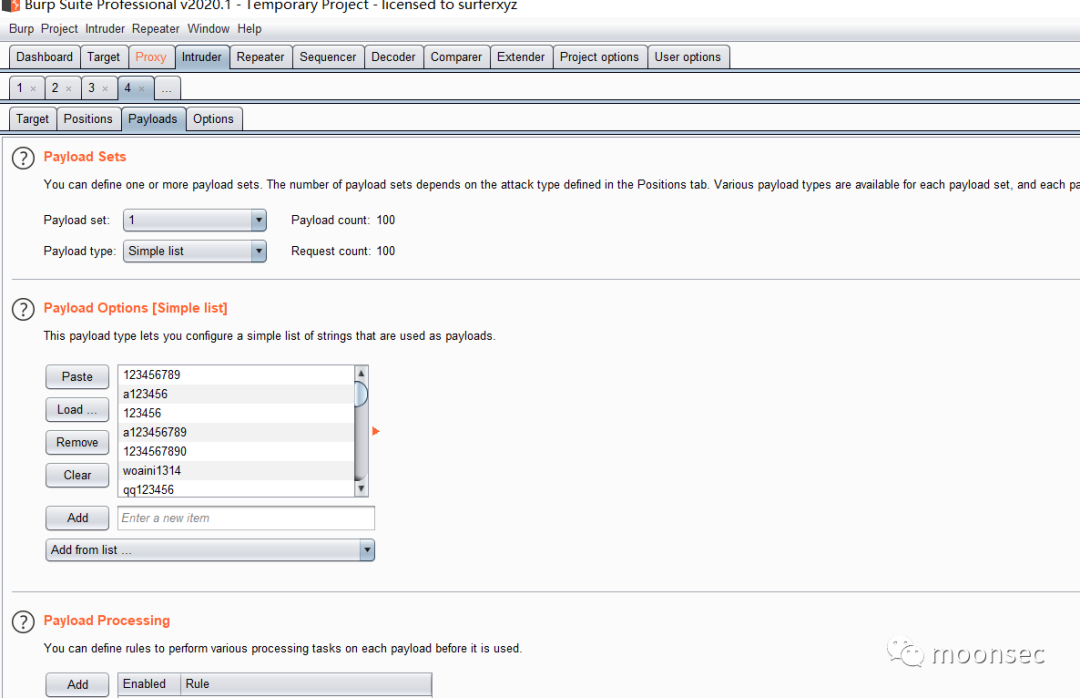 Burp Suite Professional v2020.1 - Temporary Project - licensed to surferxyz
Burp Project Intruder Repeater Window Help
Dashboard Target Proxy Intruder Repeater Sequencer Decoder Comparer Extender Project options User options
1 × 2 × 3 × 4 × ...
Target Positions Payloads Options
? Payload Sets
You can define one or more payload sets. The number of payload sets depends on the attack type defined in the Positions tab. Various payload types are available for each payload set, and each pa
Payload set: 1 Payload count: 100
Payload type: Simple list Request count: 100
? Payload Options [Simple list]
This payload type lets you configure a simple list of strings that are used as payloads.
Paste
Load ...
Remove
Clear
123456789
a123456
123456
a123456789
1234567890
woaini1314
qq123456
Add Enter a new item
Add from list ...
? Payload Processing
You can define rules to perform various processing tasks on each payload before it is used.
moonsec
Add Enabled Rule